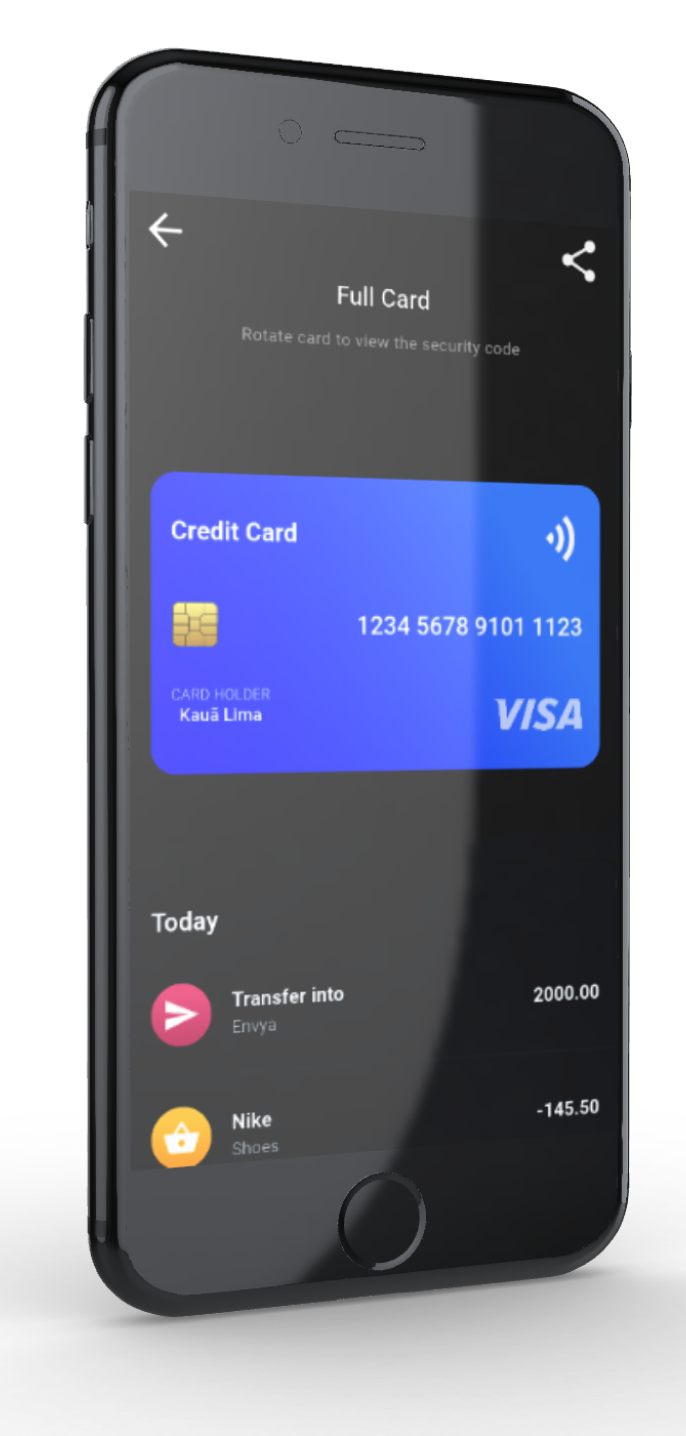 Full Card
Rotate card to view the security code
Credit Card
1234 5678 9101 1123
CARD HOLDER
Kauã Lima
VISA
Today
Transfer into
2000.00
Envya
Nike
-145.50
Shoes